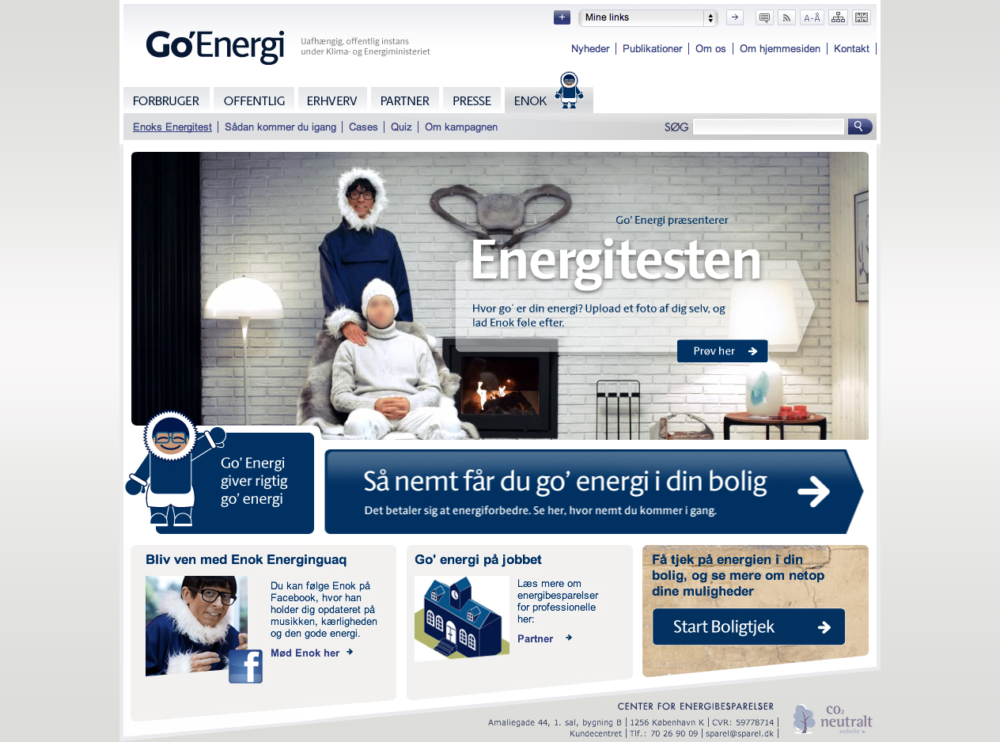 +
Mine links
A-Å
Go'Energi
Uafhængig, offentlig instans
under Klima- og Energiministeriet
Nyheder
Publikationer
Om os
Om hjemmesiden
Kontakt
FORBRUGER
OFFENTLIG
ERHVERV
PARTNER
PRESSE
ENOK
Enoks Energitest
Sådan kommer du igang
Cases
Quiz
Om kampagnen
SØG
Go' Energi præsenterer
Energitesten
Hvor go´ er din energi? Upload et foto af dig selv, og
lad Enok føle efter.
Prøv her
Go' Energi
giver rigtig
go' energi
Så nemt får du go' energi i din bolig
Det betaler sig at energiforbedre. Se her, hvor nemt du kommer i gang.
Bliv ven med Enok Energinguaq
Du kan følge Enok på
Facebook, hvor han
holder dig opdateret på
musikken, kærligheden
og den gode energi.
Mød Enok her
f
Go' energi på jobbet
Læs mere om
energibesparelser
for professionelle
her:
Partner
Få tjek på energien i din
bolig, og se mere om netop
dine muligheder
Start Boligtjek
CENTER FOR ENERGIBESPARELSER
Amaliegade 44, 1. sal, bygning B | 1256 København K | CVR: 59778714 |
Kundecentret | Tlf.: 70 26 90 09 | sparel@sparel.dk |
CO₂
neutralt
website